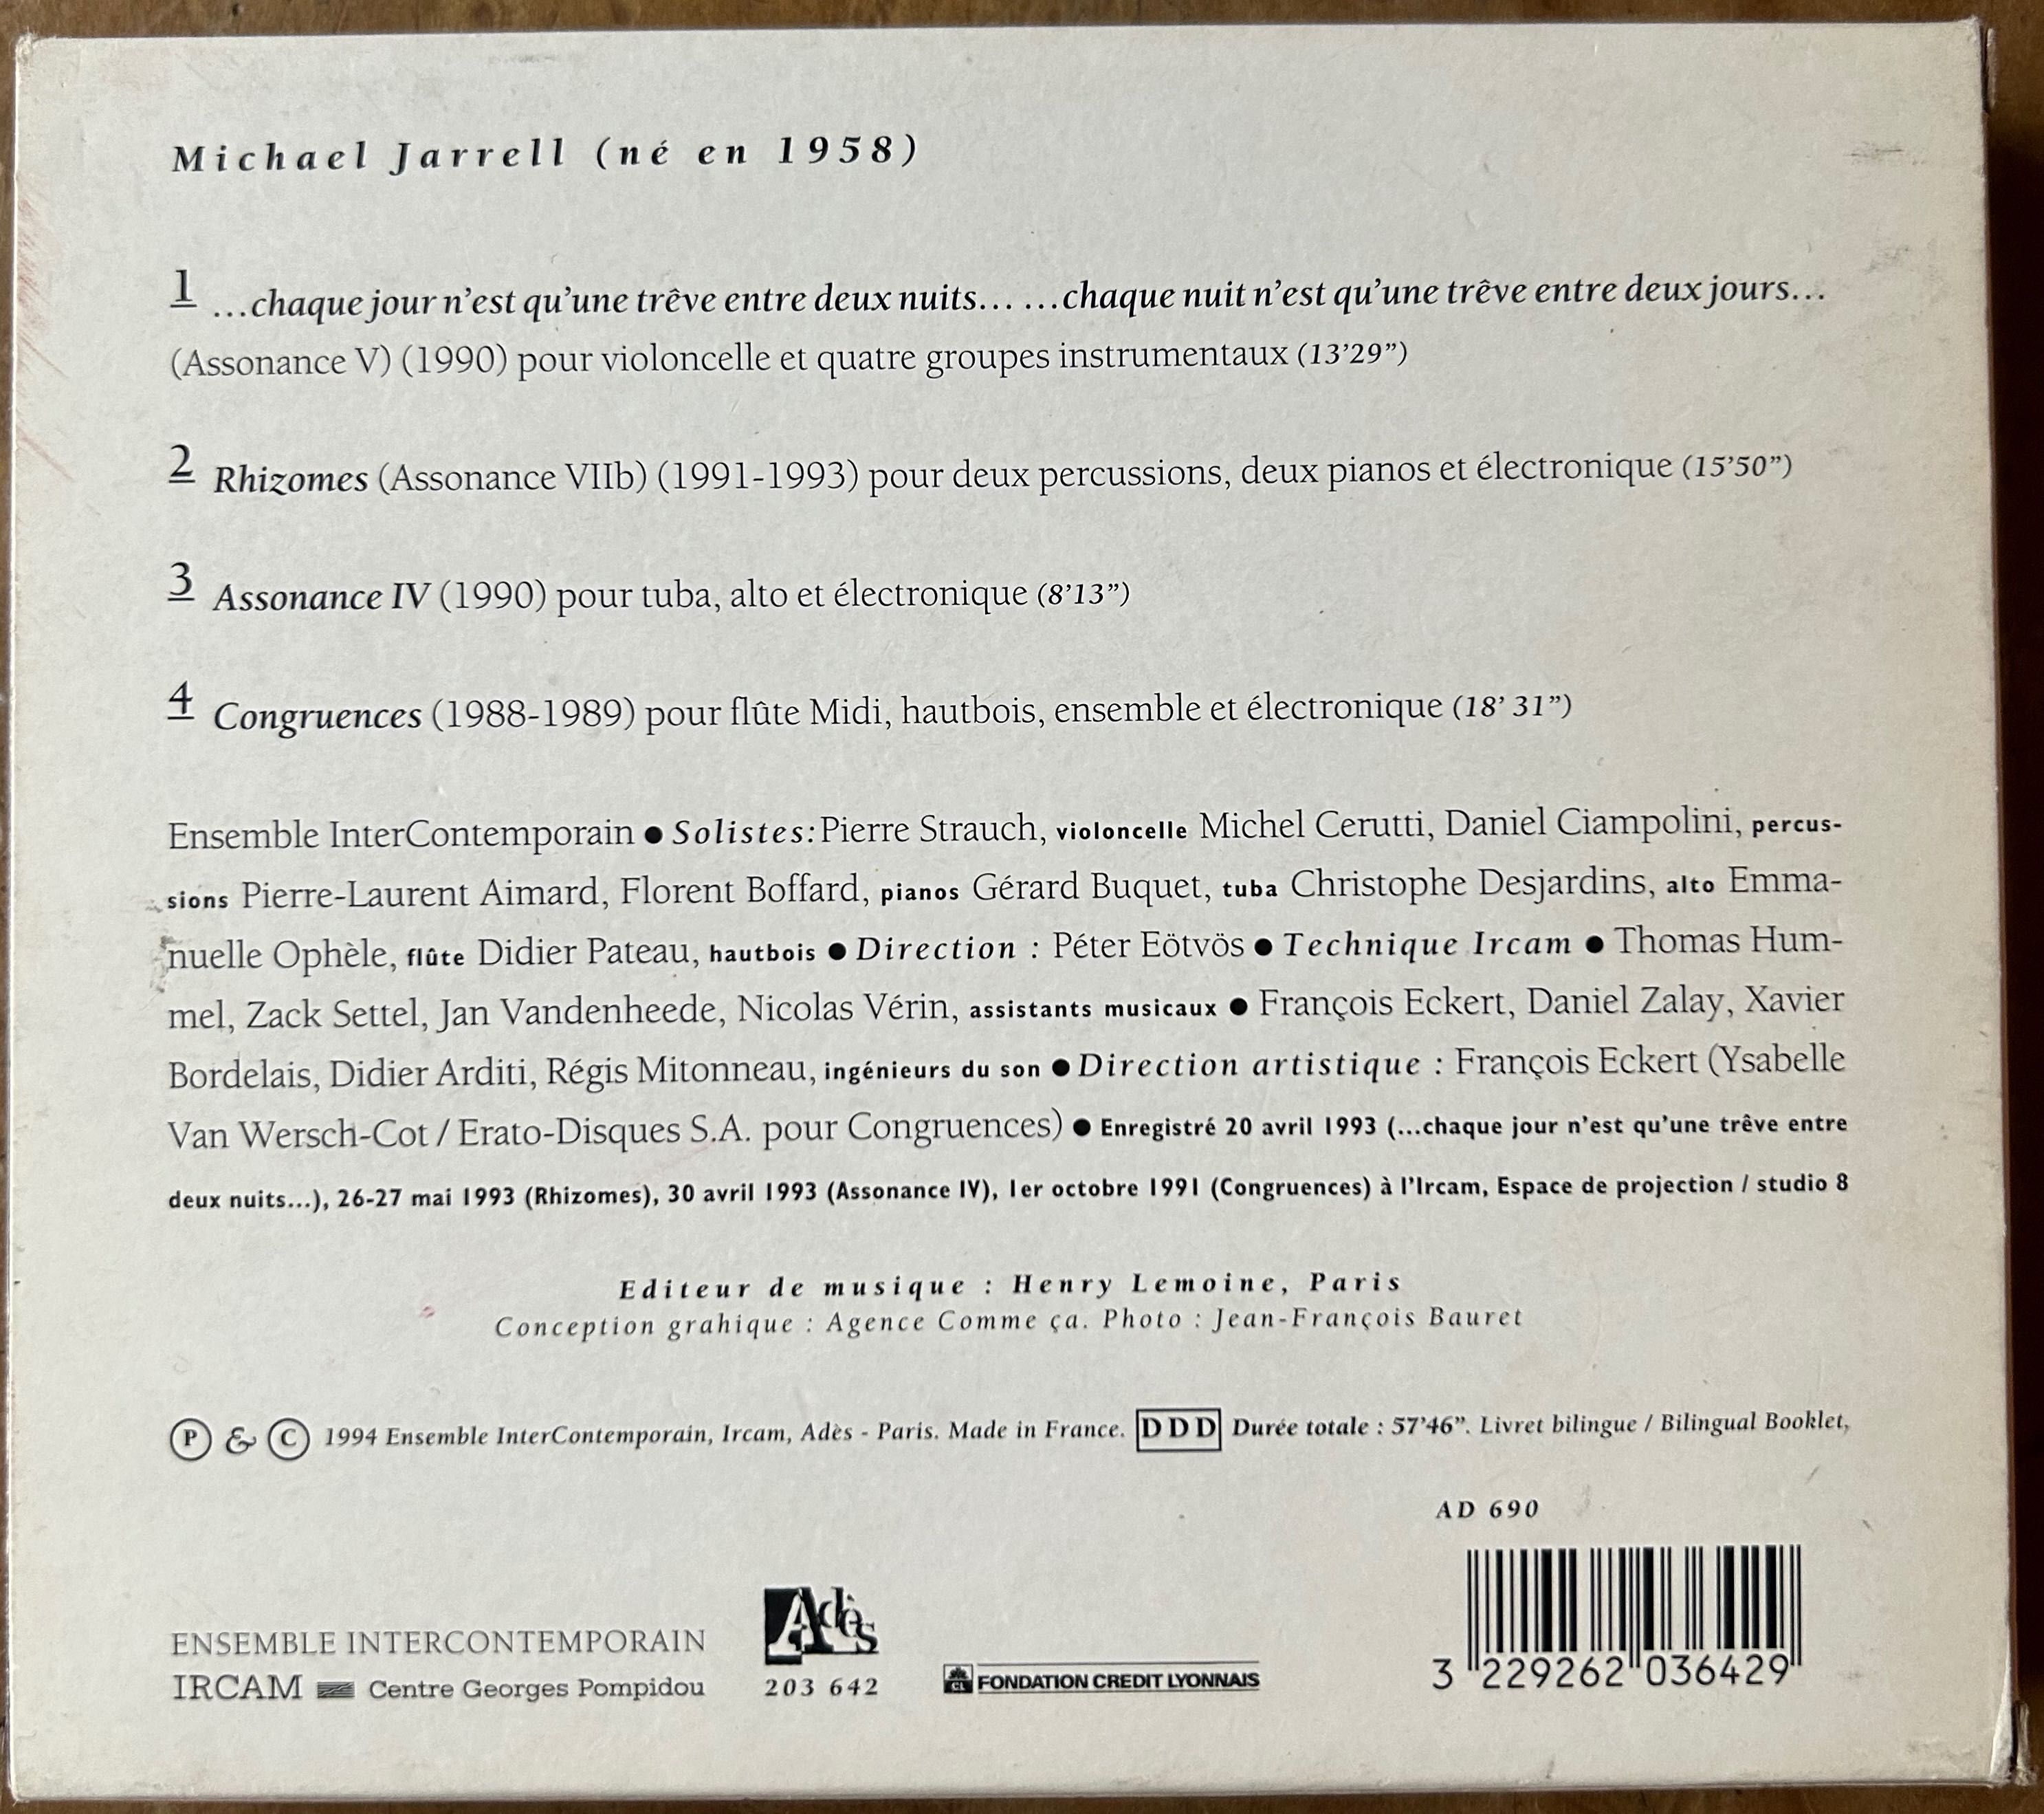 Michael Jarrell (né en 1958)
1 ...chaque jour n'est qu'une trêve entre deux nuits... ...chaque nuit n'est qu'une trêve entre deux jours...
(Assonance V) (1990) pour violoncelle et quatre groupes instrumentaux (13'29")
2 Rhizomes (Assonance VIIb) (1991-1993) pour deux percussions, deux pianos et électronique (15'50")
3 Assonance IV (1990) pour tuba, alto et électronique (8'13")
4 Congruences (1988-1989) pour flûte Midi, hautbois, ensemble et électronique (18' 31")
Ensemble InterContemporain ● Solistes: Pierre Strauch, violoncelle Michel Cerutti, Daniel Ciampolini, percus-
sions Pierre-Laurent Aimard, Florent Boffard, pianos Gérard Buquet, tuba Christophe Desjardins, alto Emma-
nuelle Ophèle, flûte Didier Pateau, hautbois ● Direction : Péter Eötvös ● Technique Ircam ● Thomas Hum-
mel, Zack Settel, Jan Vandenheede, Nicolas Vérin, assistants musicaux ● François Eckert, Daniel Zalay, Xavier
Bordelais, Didier Arditi, Régis Mitonneau, ingénieurs du son ● Direction artistique : François Eckert (Ysabelle
Van Wersch-Cot / Erato-Disques S.A. pour Congruences) ● Enregistré 20 avril 1993 (...chaque jour n'est qu'une trêve entre
deux nuits...), 26-27 mai 1993 (Rhizomes), 30 avril 1993 (Assonance IV), 1er octobre 1991 (Congruences) à l'Ircam, Espace de projection / studio 8
Editeur de musique : Henry Lemoine, Paris
Conception grahique : Agence Comme ça. Photo : Jean-François Bauret
Ⓟ & Ⓒ 1994 Ensemble InterContemporain, Ircam, Adès - Paris. Made in France. DDD Durée totale : 57'46". Livret bilingue / Bilingual Booklet,
AD 690
ENSEMBLE INTERCONTEMPORAIN
IRCAM Centre Georges Pompidou
Adès
203 642
CL FONDATION CREDIT LYONNAIS
3 229262 036429